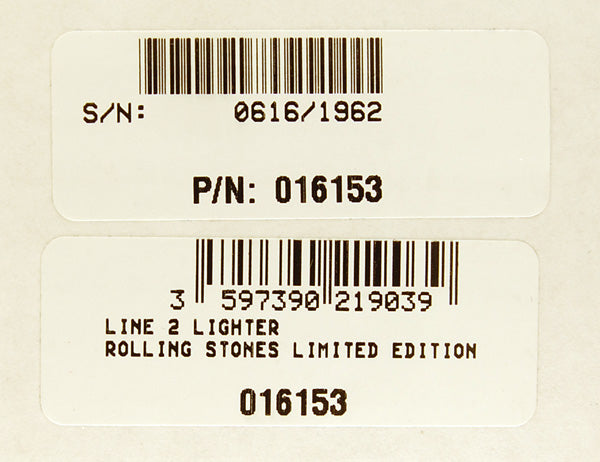 S/N: 0616/1962
P/N: 016153
3 597390 219039
LINE 2 LIGHTER
ROLLING STONES LIMITED EDITION
016153